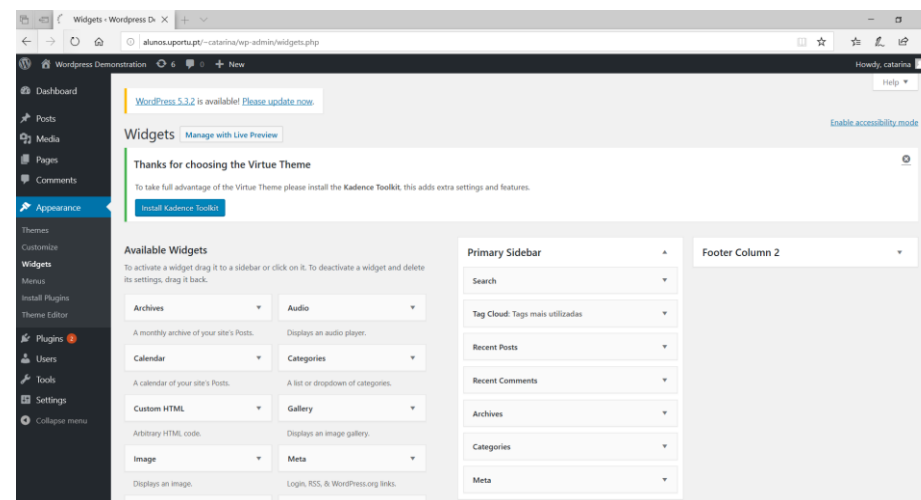 Widgets ‹ Wordpress De
alunos.uportu.pt/~catarina/wp-admin/widgets.php
Wordpress Demonstration 6 0 + New
Howdy, catarina
Help
Dashboard
Posts
Media
Pages
Comments
Appearance
Themes
Customize
Widgets
Menus
Install Plugins
Theme Editor
Plugins 2
Users
Tools
Settings
Collapse menu
WordPress 5.3.2 is available! Please update now.
Enable accessibility mode
Widgets Manage with Live Preview
Thanks for choosing the Virtue Theme
To take full advantage of the Virtue Theme please install the Kadence Toolkit, this adds extra settings and features.
Install Kadence Toolkit
Available Widgets
To activate a widget drag it to a sidebar or click on it. To deactivate a widget and delete
its settings, drag it back.
Archives Audio
A monthly archive of your site's Posts. Displays an audio player.
Calendar Categories
A calendar of your site's Posts. A list or dropdown of categories.
Custom HTML Gallery
Arbitrary HTML code. Displays an image gallery.
Image Meta
Displays an image. Login, RSS, & WordPress.org links.
Primary Sidebar
Search
Tag Cloud: Tags mais utilizadas
Recent Posts
Recent Comments
Archives
Categories
Meta
Footer Column 2